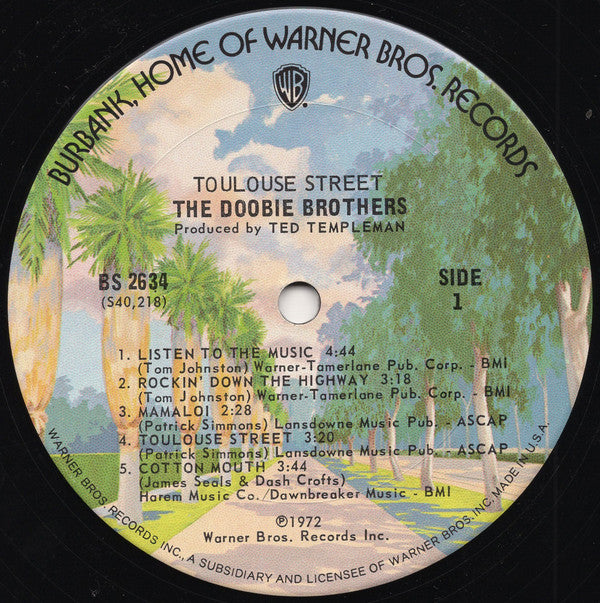 BURBANK, HOME OF WARNER BROS. RECORDS
WB
TOULOUSE STREET
THE DOOBIE BROTHERS
Produced by TED TEMPLEMAN
BS 2634
(S40,218)
SIDE
1
1. LISTEN TO THE MUSIC 4:44
(Tom Johnston) Warner-Tamerlane Pub. Corp. - BMI
2. ROCKIN' DOWN THE HIGHWAY 3:18
(Tom Johnston) Warner-Tamerlane Pub. Corp. - BMI
3. MAMALOI 2:28
(Patrick Simmons) Lansdowne Music Pub. - ASCAP
4. TOULOUSE STREET 3:20
(Patrick Simmons) Lansdowne Music Pub. - ASCAP
5. COTTON MOUTH 3:44
(James Seals & Dash Crofts)
Harem Music Co./Dawnbreaker Music - BMI
℗1972
Warner Bros. Records Inc.
WARNER BROS. RECORDS INC., A SUBSIDIARY AND LICENSEE OF WARNER BROS. INC. MADE IN U.S.A.